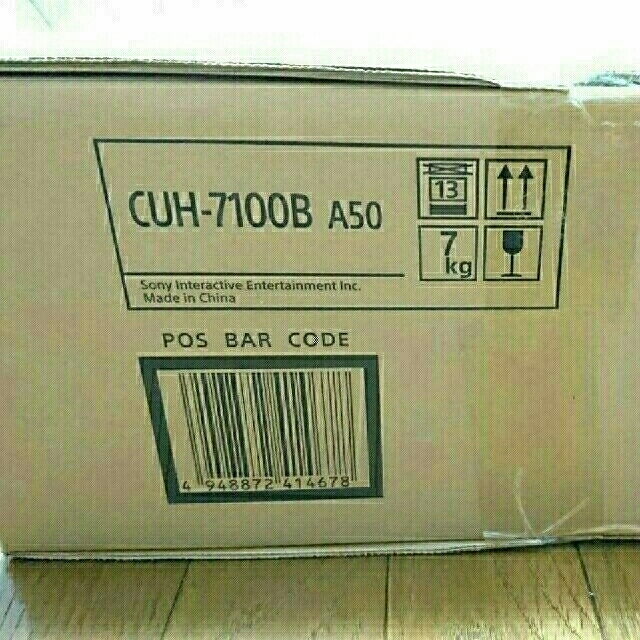 CUH-7100B A50
13
7
kg
Sony Interactive Entertainment Inc.
Made in China
POS BAR CODE
4 948872 414678